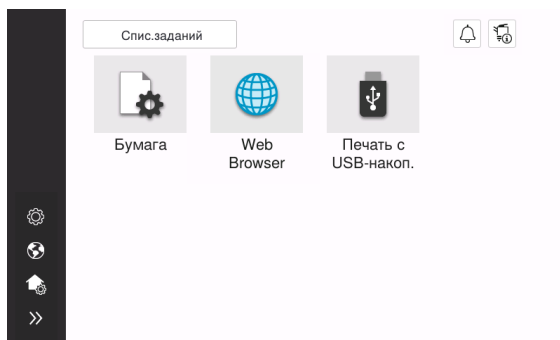 Спис.заданий
Бумага
Web
Browser
Печать с
USB-накоп.